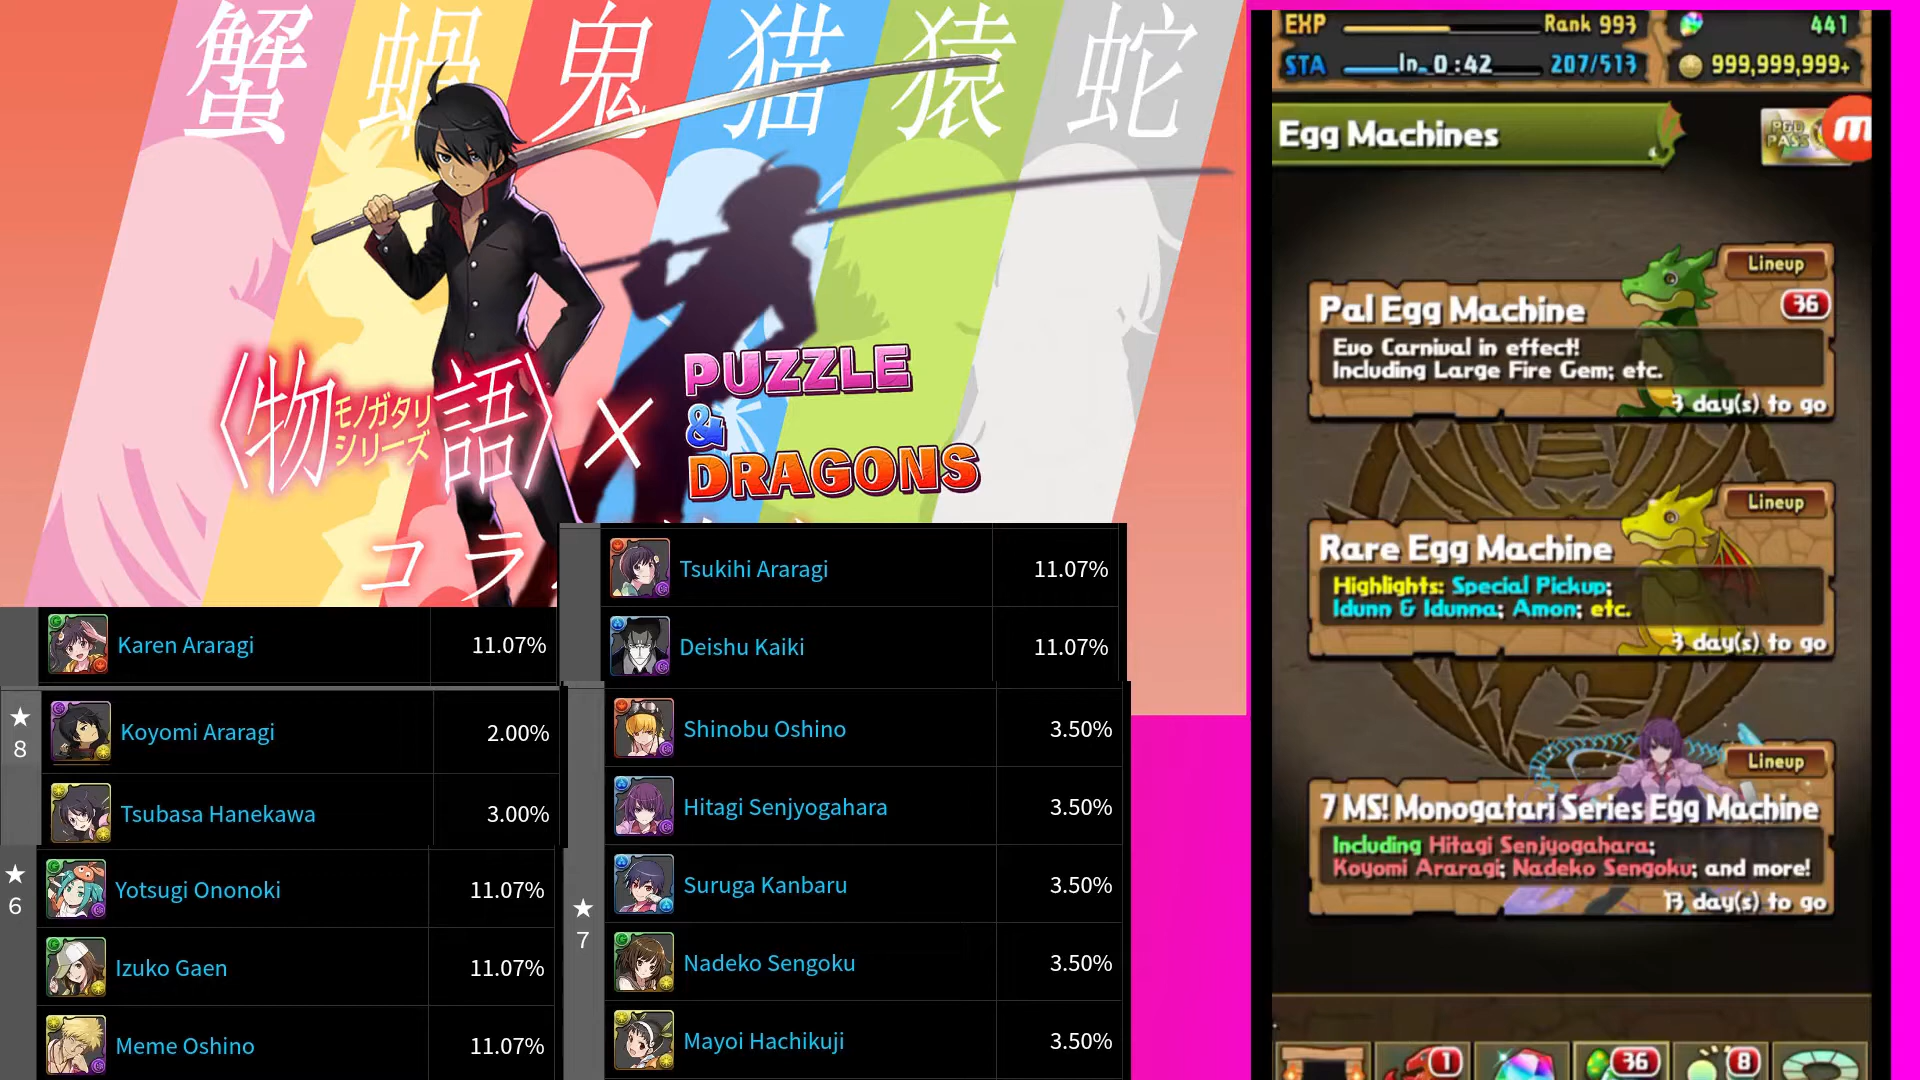 蟹 蝸 鬼 猫 猿 蛇
〈物語〉
モノガタリ
シリーズ
×
PUZZLE
&
DRAGONS
コラ
Karen Araragi 11.07%
★
8
Koyomi Araragi 2.00%
Tsubasa Hanekawa 3.00%
★
6
Yotsugi Ononoki 11.07%
Izuko Gaen 11.07%
Meme Oshino 11.07%
Tsukihi Araragi 11.07%
Deishu Kaiki 11.07%
★
7
Shinobu Oshino 3.50%
Hitagi Senjyogahara 3.50%
Suruga Kanbaru 3.50%
Nadeko Sengoku 3.50%
Mayoi Hachikuji 3.50%
EXP Rank 993 441
STA In 0:42 207/513 999,999,999+
Egg Machines
P&D
PASS
Lineup
Pal Egg Machine 36
Evo Carnival in effect!
Including Large Fire Gem; etc.
3 day(s) to go
Lineup
Rare Egg Machine
Highlights: Special Pickup;
Idunn & Idunna; Amon; etc.
3 day(s) to go
Lineup
7 MS! Monogatari Series Egg Machine
Including Hitagi Senjyogahara;
Koyomi Araragi; Nadeko Sengoku; and more!
13 day(s) to go
1 36 8